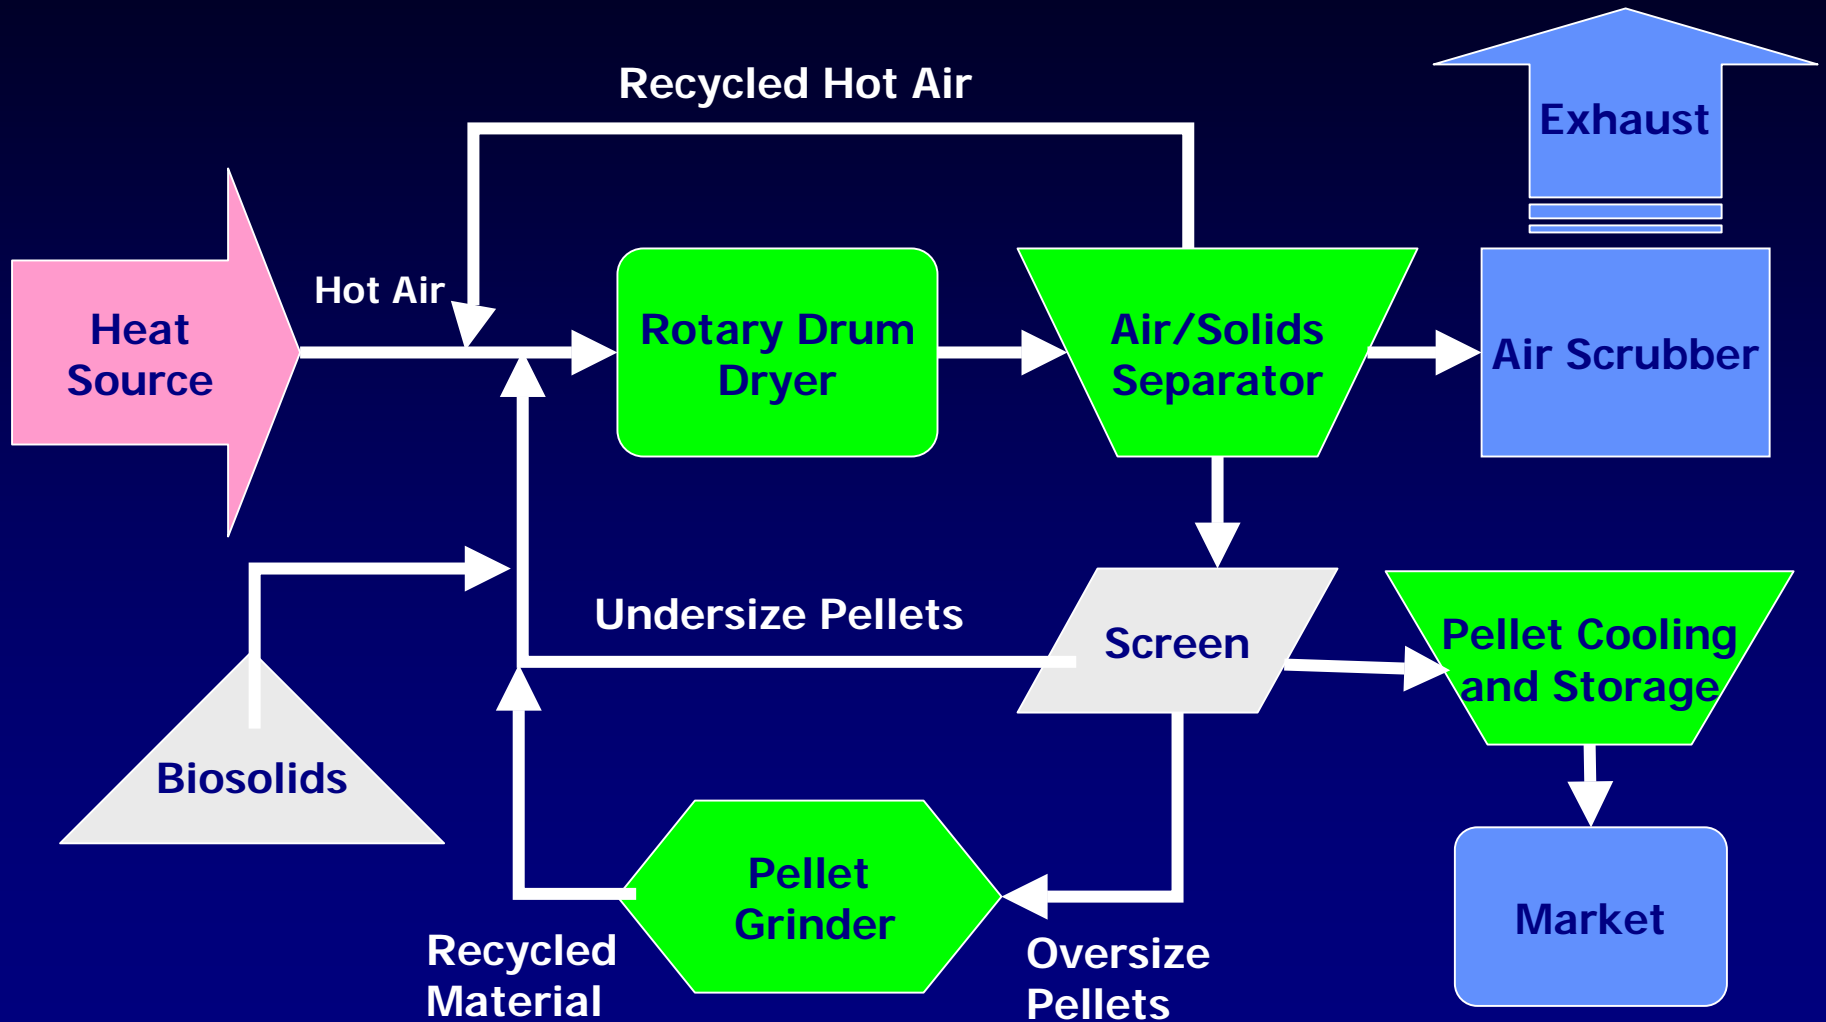 Recycled Hot Air
Exhaust
Hot Air
Heat
Source
Rotary Drum
Dryer
Air/Solids
Separator
Air Scrubber
Undersize Pellets
Screen
Pellet Cooling
and Storage
Biosolids
Pellet
Grinder
Market
Recycled
Material
Oversize
Pellets